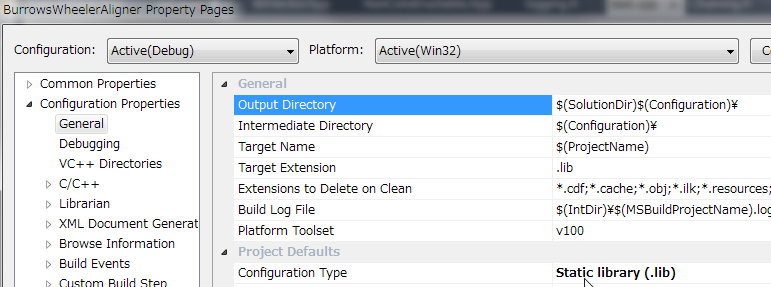 BurrowsWheelerAligner Property Pages
Configuration: Active(Debug) Platform: Active(Win32) C
Common Properties
Configuration Properties
General
Debugging
VC++ Directories
C/C++
Librarian
XML Document Generat
Browse Information
Build Events
Custom Build Step
General
Output Directory $(SolutionDir)$(Configuration)¥
Intermediate Directory $(Configuration)¥
Target Name $(ProjectName)
Target Extension .lib
Extensions to Delete on Clean *.cdf;*.cache;*.obj;*.ilk;*.resources;
Build Log File $(IntDir)¥$(MSBuildProjectName).log
Platform Toolset v100
Project Defaults
Configuration Type Static library (.lib)